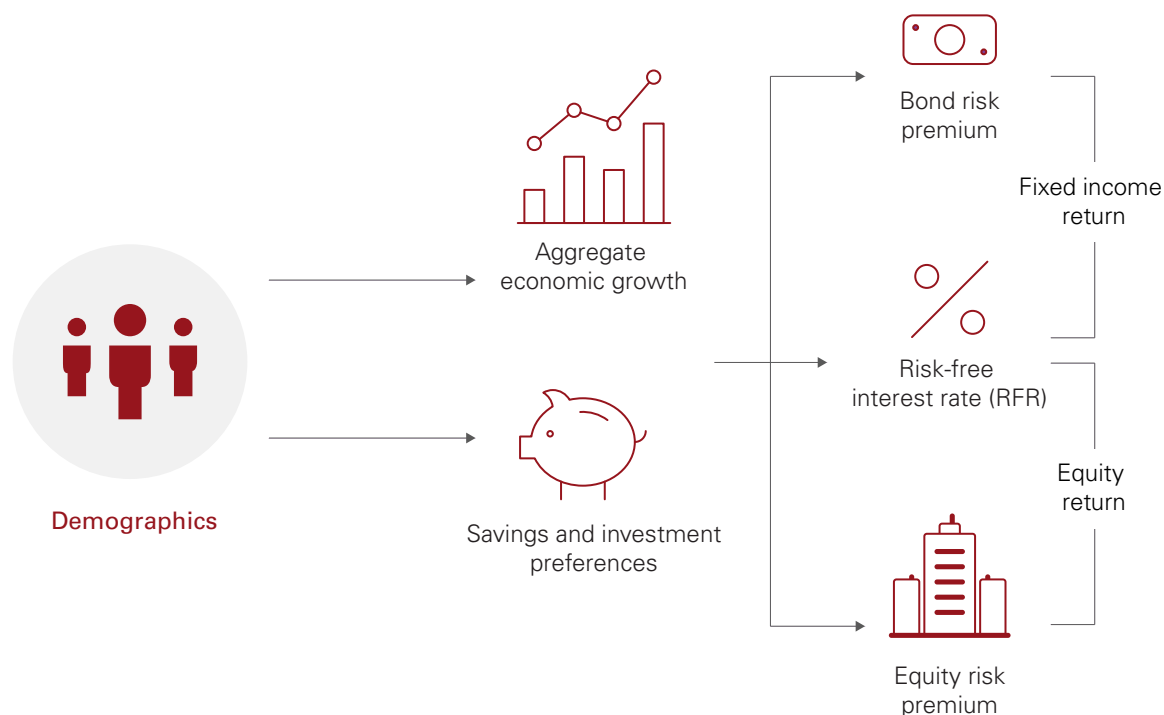 Demographics
Aggregate
economic growth
Savings and investment
preferences
Bond risk
premium
Risk-free
interest rate (RFR)
Equity risk
premium
Fixed income
return
Equity
return